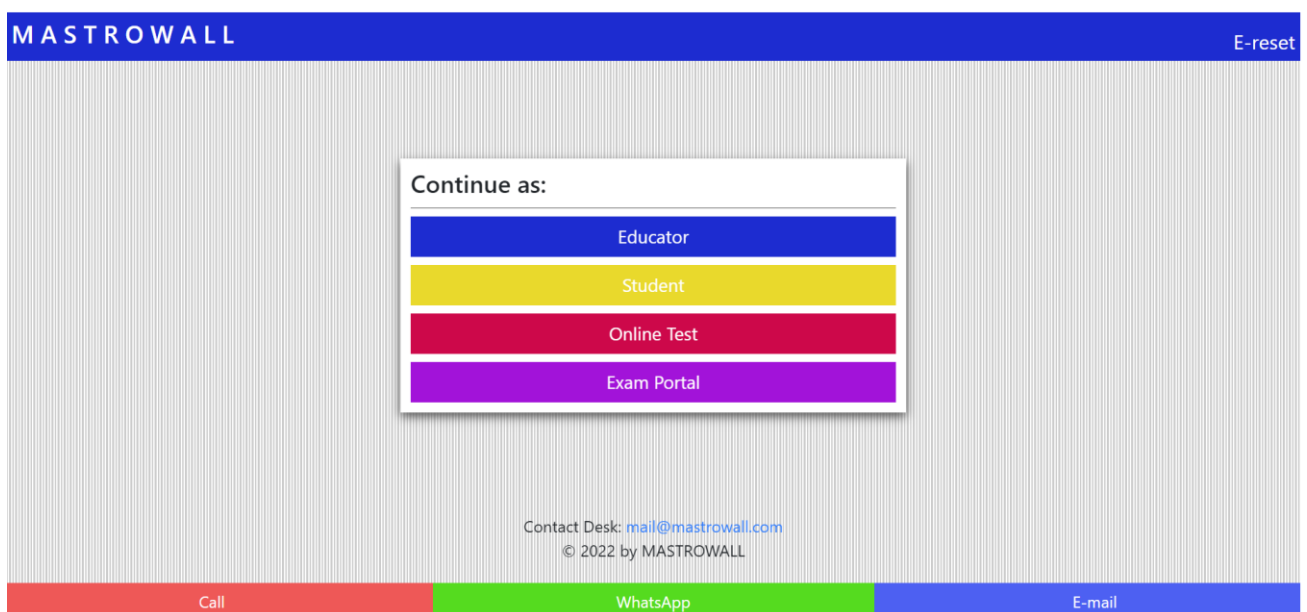 MASTROWALL
E-reset
Continue as:
Educator
Student
Online Test
Exam Portal
Contact Desk: mail@mastrowall.com
© 2022 by MASTROWALL
Call
WhatsApp
E-mail